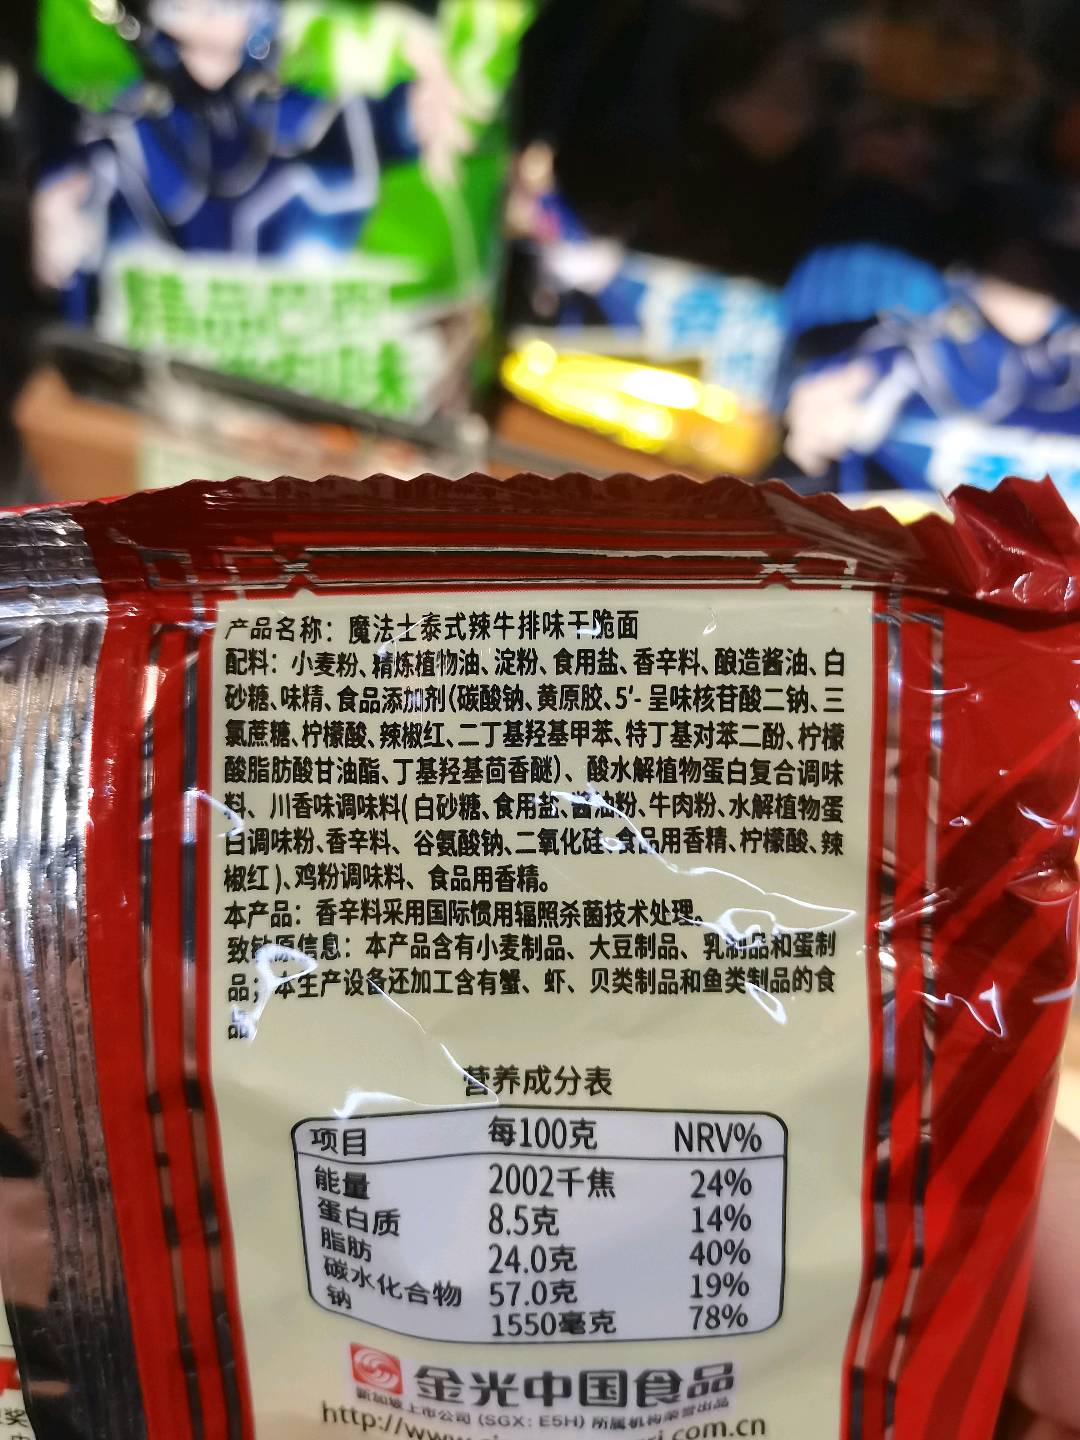 精品
味
产品名称：魔法士泰式辣牛排味干脆面
配料：小麦粉、精炼植物油、淀粉、食用盐、香辛料、酿造酱油、白
砂糖、味精、食品添加剂(碳酸钠、黄原胶、5'-呈味核苷酸二钠、三
氯蔗糖、柠檬酸、辣椒红、二丁基羟基甲苯、特丁基对苯二酚、柠檬
酸脂肪酸甘油酯、丁基羟基茴香醚)、酸水解植物蛋白复合调味
料、川香味调味料(白砂糖、食用盐、酱油粉、牛肉粉、水解植物蛋
白调味粉、香辛料、谷氨酸钠、二氧化硅、食品用香精、柠檬酸、辣
椒红)、鸡粉调味料、食品用香精。
本产品：香辛料采用国际惯用辐照杀菌技术处理。
致敏原信息：本产品含有小麦制品、大豆制品、乳制品和蛋制
品；本生产设备还加工含有蟹、虾、贝类制品和鱼类制品的食
品
营养成分表
项目 每100克 NRV%
能量 2002千焦 24%
蛋白质 8.5克 14%
脂肪 24.0克 40%
碳水化合物 57.0克 19%
钠 1550毫克 78%
金光中国食品
新加坡上市公司 (SGX: E5H) 所属机构荣誉出品
http://www. .com.cn
奖